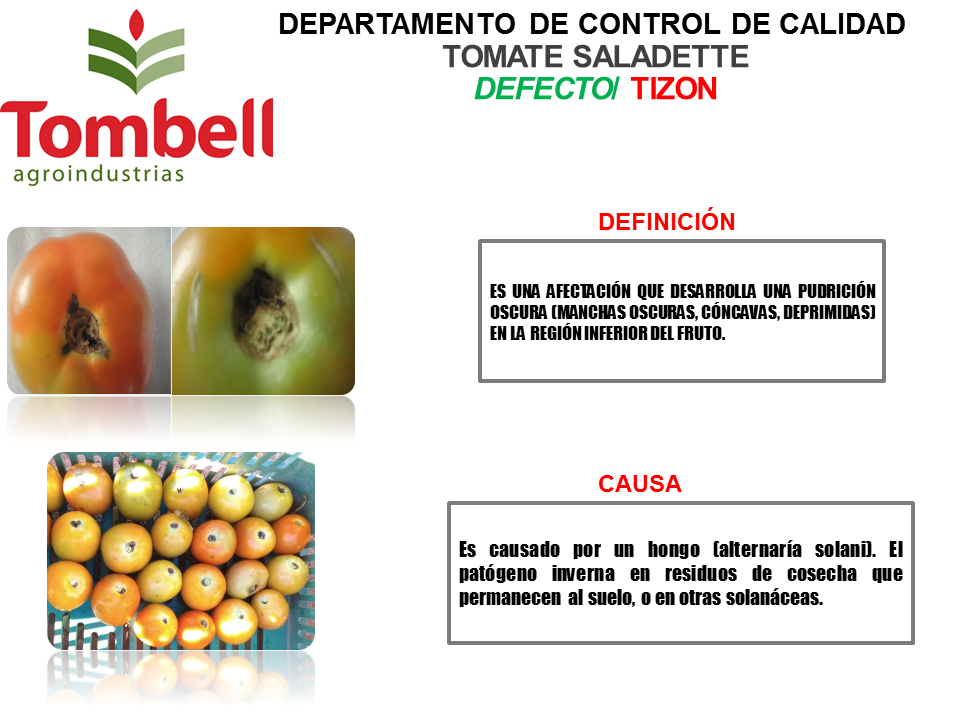 DEPARTAMENTO DE CONTROL DE CALIDAD
TOMATE SALADETTE
DEFECTO/ TIZON
Tombell
agroindustrias
DEFINICIÓN
ES UNA AFECTACIÓN QUE DESARROLLA UNA PUDRICIÓN
OSCURA (MANCHAS OSCURAS, CÓNCAVAS, DEPRIMIDAS)
EN LA REGIÓN INFERIOR DEL FRUTO.
CAUSA
Es causado por un hongo (alternaría solani). El
patógeno inverna en residuos de cosecha que
permanecen al suelo, o en otras solanáceas.